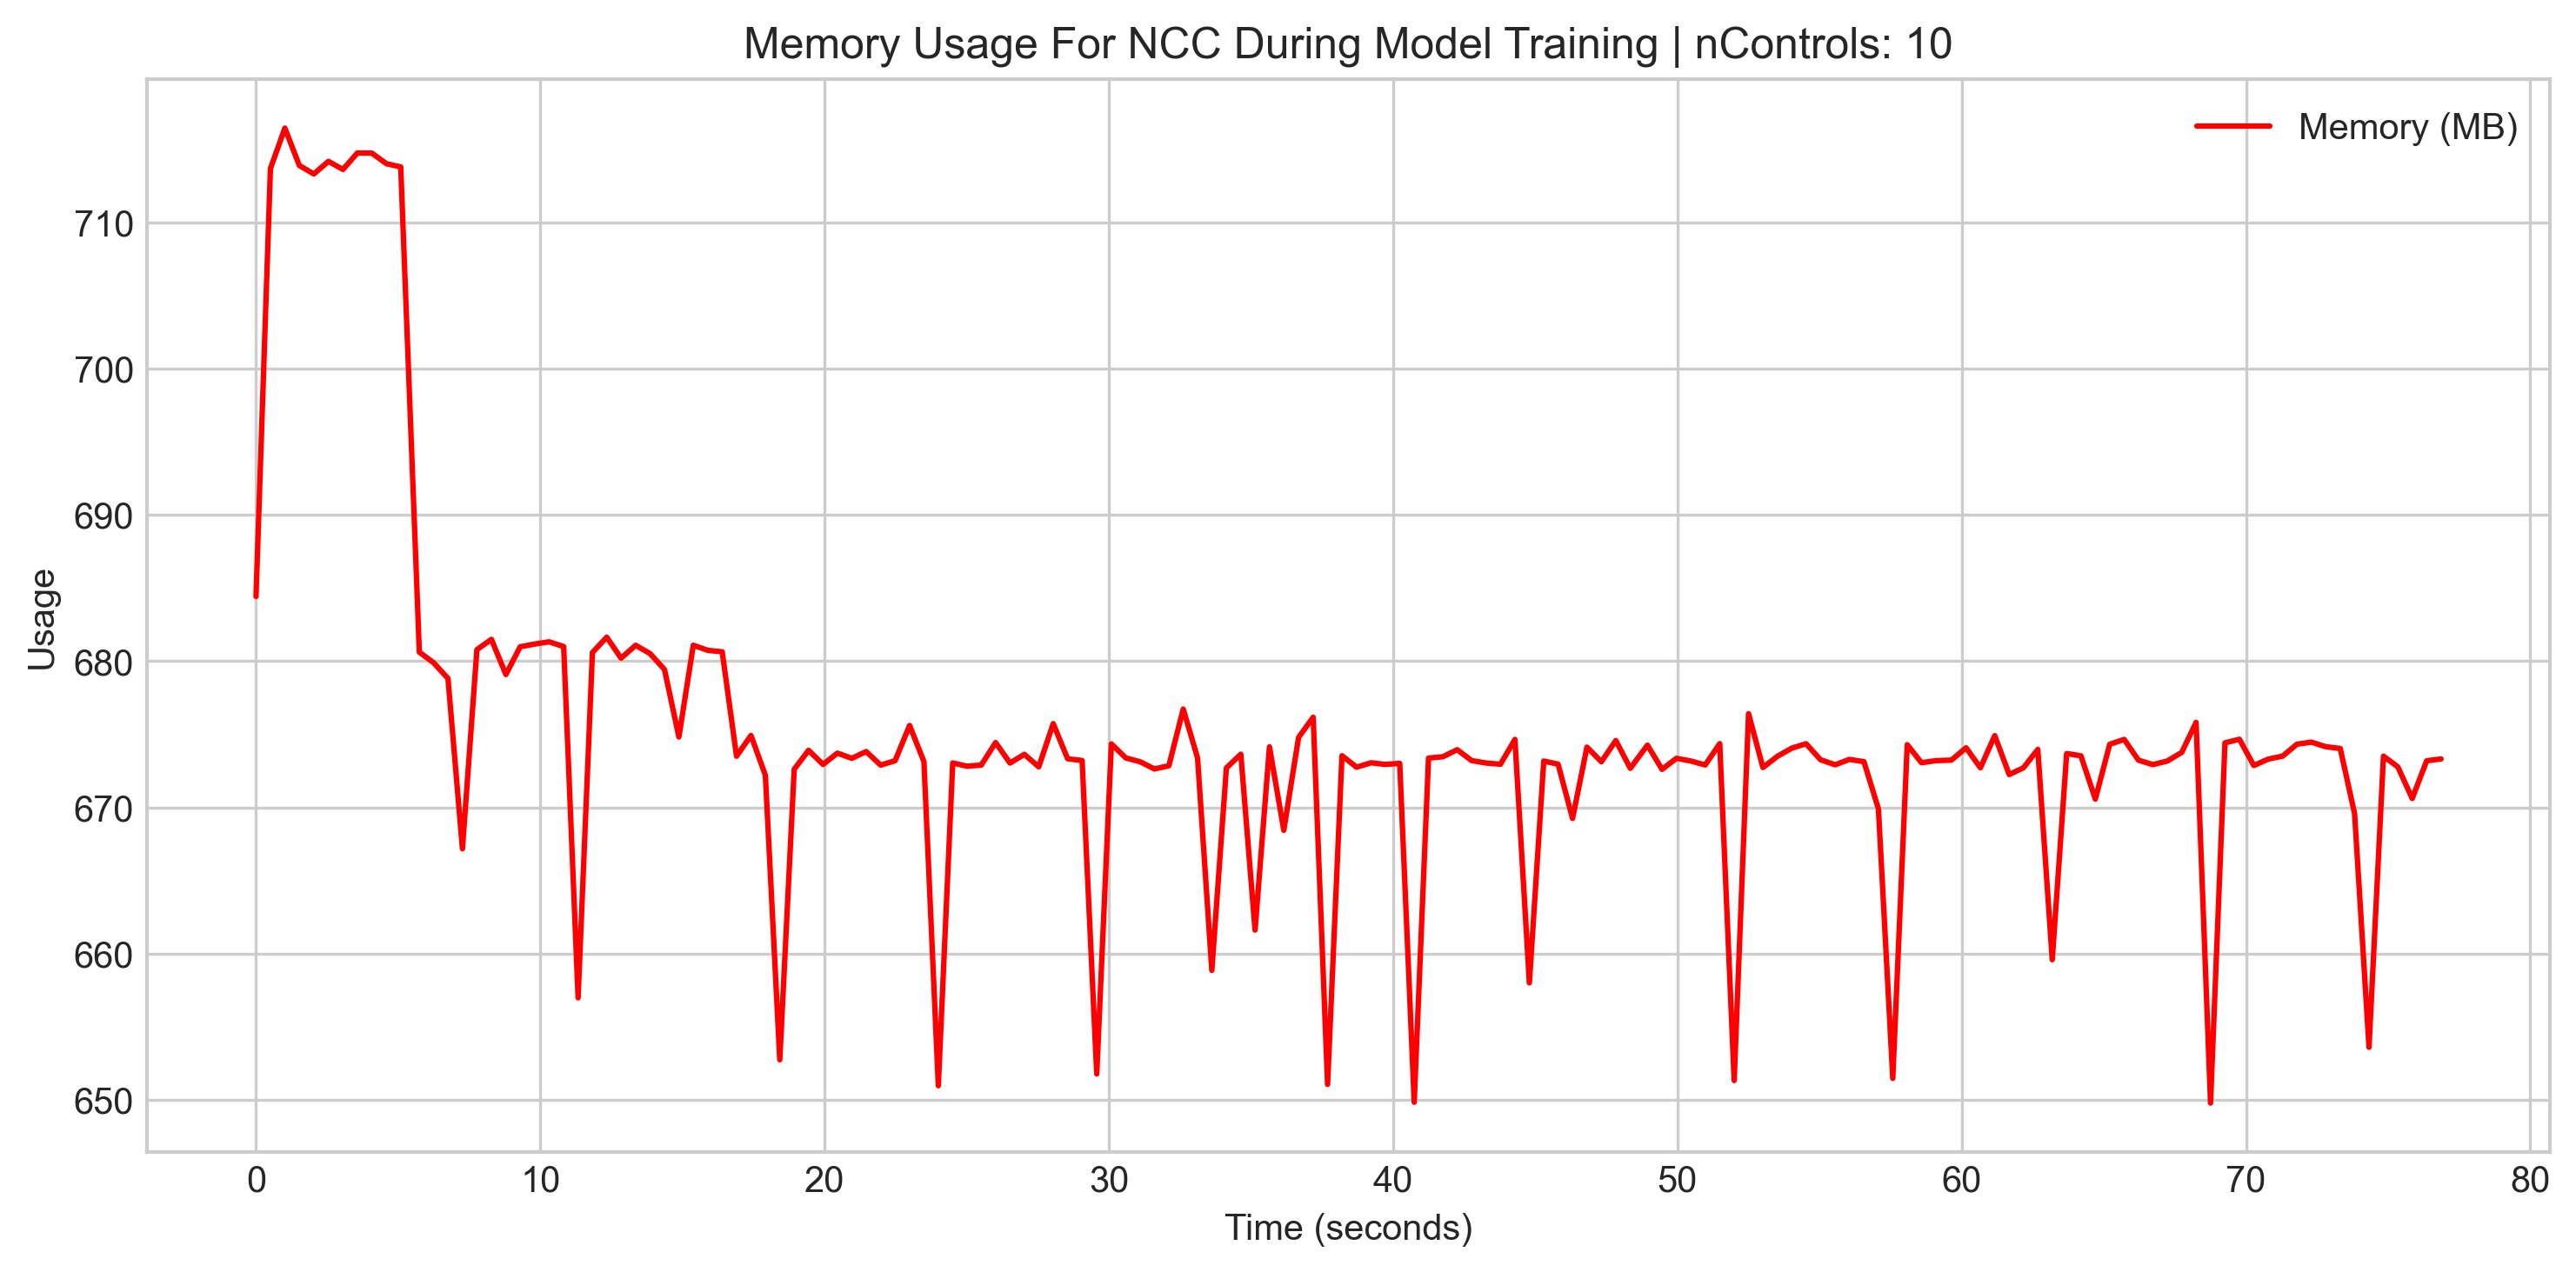 Memory Usage For NCC During Model Training | nControls: 10
Memory (MB)
710
700
690
680
670
660
650
Usage
0 10 20 30 40 50 60 70 80
Time (seconds)